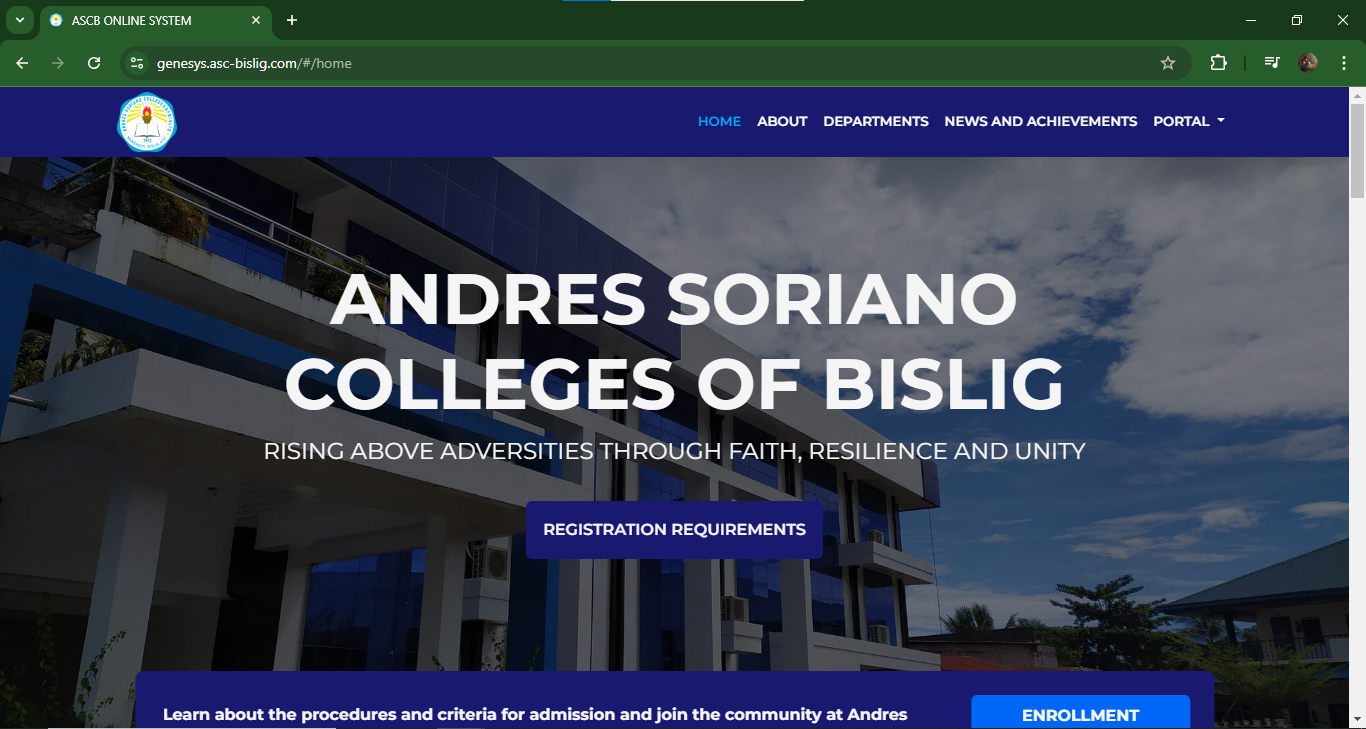 ASCB ONLINE SYSTEM
genesys.asc-bislig.com/#/home
HOME ABOUT DEPARTMENTS NEWS AND ACHIEVEMENTS PORTAL
ANDRES SORIANO
COLLEGES OF BISLIG
RISING ABOVE ADVERSITIES THROUGH FAITH, RESILIENCE AND UNITY
REGISTRATION REQUIREMENTS
Learn about the procedures and criteria for admission and join the community at Andres
ENROLLMENT